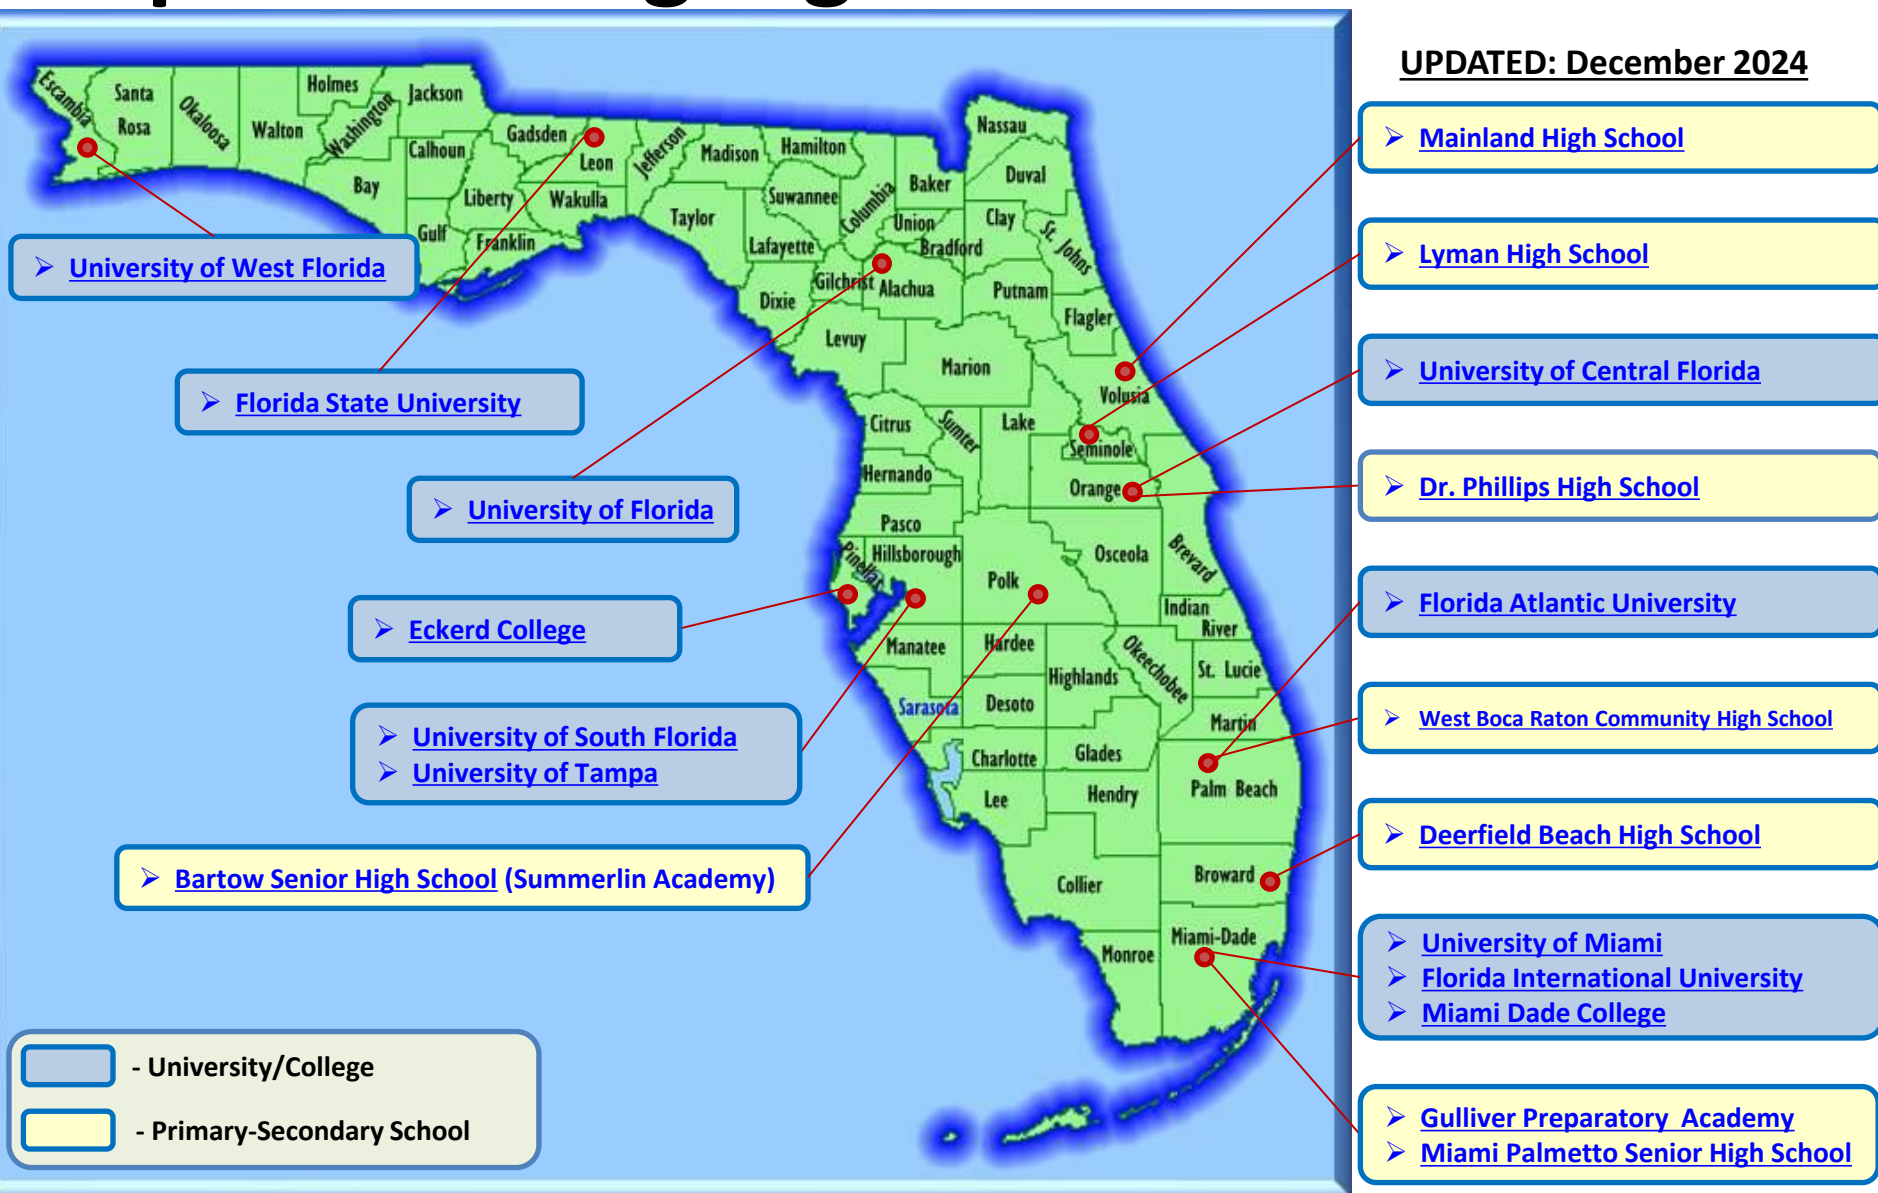 UPDATED: December 2024
Escambia
Santa
Rosa
Okaloosa
Walton
Holmes
Washington
Jackson
Calhoun
Bay
Gulf
Liberty
Franklin
Gadsden
Leon
Wakulla
Jefferson
Madison
Taylor
Hamilton
Suwannee
Lafayette
Columbia
Dixie
Gilchrist
Baker
Union
Bradford
Alachua
Levuy
Nassau
Duval
Clay
St. Johns
Putnam
Flagler
Marion
Volusia
Citrus
Sumter
Lake
Seminole
Hernando
Orange
Pasco
Pinellas
Hillsborough
Polk
Osceola
Brevard
Indian
River
Manatee
Hardee
Highlands
Okeechobee
St. Lucie
Sarasota
Desoto
Martin
Charlotte
Glades
Lee
Hendry
Palm Beach
Collier
Broward
Monroe
Miami-Dade
➢ University of West Florida
➢ Florida State University
➢ University of Florida
➢ Eckerd College
➢ University of South Florida
➢ University of Tampa
➢ Bartow Senior High School (Summerlin Academy)
➢ Mainland High School
➢ Lyman High School
➢ University of Central Florida
➢ Dr. Phillips High School
➢ Florida Atlantic University
➢ West Boca Raton Community High School
➢ Deerfield Beach High School
➢ University of Miami
➢ Florida International University
➢ Miami Dade College
➢ Gulliver Preparatory Academy
➢ Miami Palmetto Senior High School
- University/College
- Primary-Secondary School